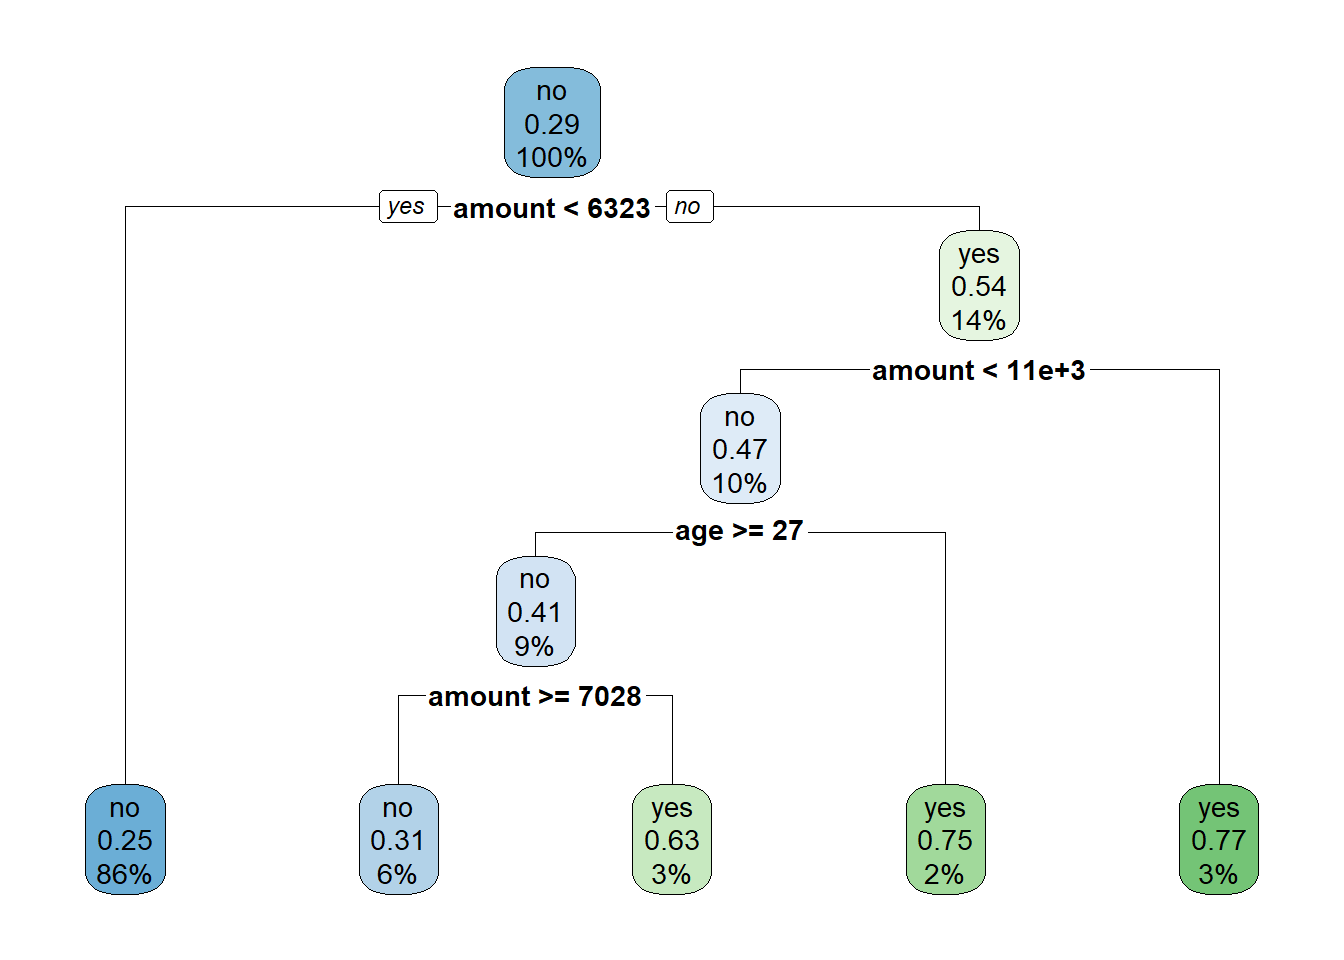 no
0.29
100%
yes amount < 6323 no
yes
0.54
14%
amount < 11e+3
no
0.47
10%
age >= 27
no
0.41
9%
amount >= 7028
no
0.25
86%
no
0.31
6%
yes
0.63
3%
yes
0.75
2%
yes
0.77
3%